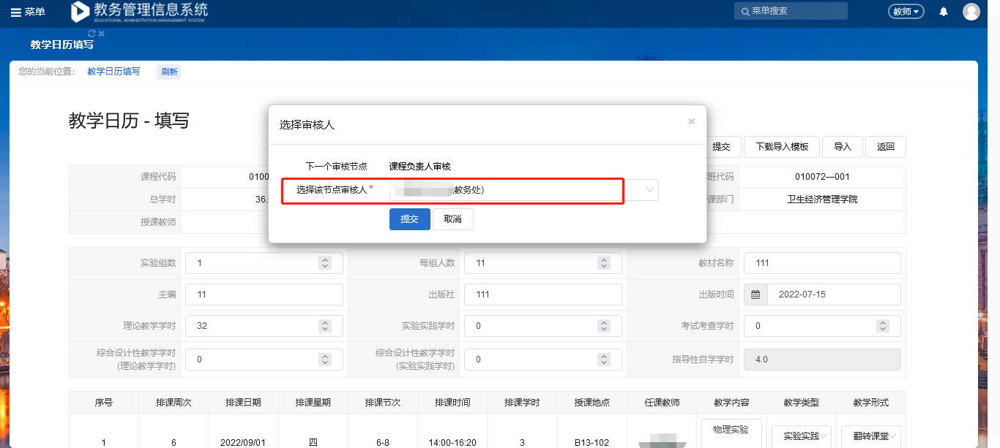 菜单
教务管理信息系统
EDUCATIONAL ADMINISTRATION MANAGEMENT SYSTEM
菜单搜索
教师
教学日历填写
您的当前位置: 教学日历填写 刷新
教学日历 - 填写
提交 下载导入模板 导入 返回
选择审核人 ×
下一个审核节点 课程负责人审核
选择该节点审核人* 教务处)
提交 取消
课程代码 0100 班代码 010072—001
总学时 36. 课部门 卫生经济管理学院
授课教师
实验组数 1 每组人数 11 教材名称 111
主编 11 出版社 111 出版时间 2022-07-15
理论教学学时 32 实验实践学时 0 考试考查学时 0
综合设计性教学学时 (理论教学学时) 0 综合设计性教学学时 (实验实践学时) 0 指导性自学学时 4.0
序号 排课周次 排课日期 排课星期 排课节次 排课时间 排课学时 授课地点 任课教师 教学内容 教学类型 教学形式
1 6 2022/09/01 四 6-8 14:00-16:20 3 B13-102 物理实验 实验实践 翻转课堂